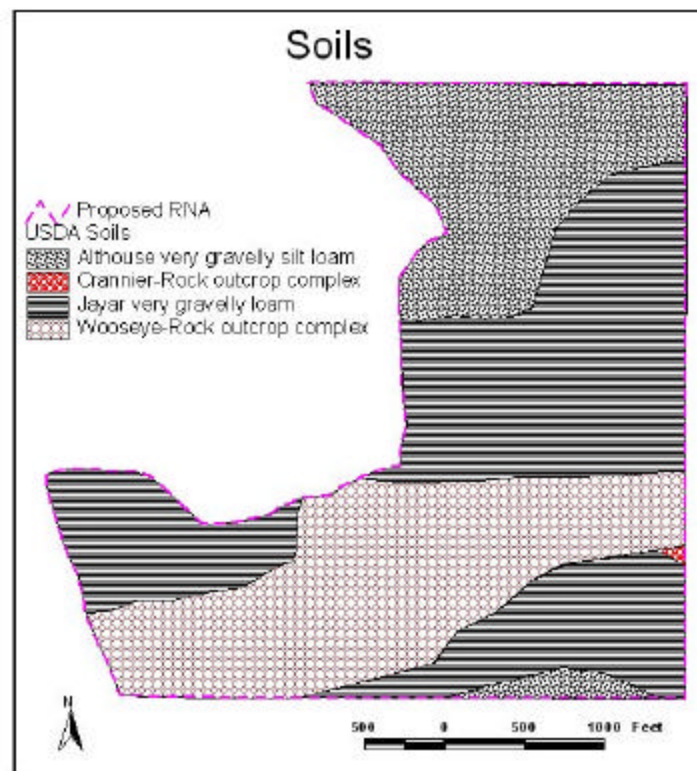 Soils
Proposed RNA
USDA Soils
Althouse very gravelly silt loam
Crannier-Rock outcrop complex
Jayar very gravelly loam
Wooseye-Rock outcrop complex
N
500 0 500 1000 Feet